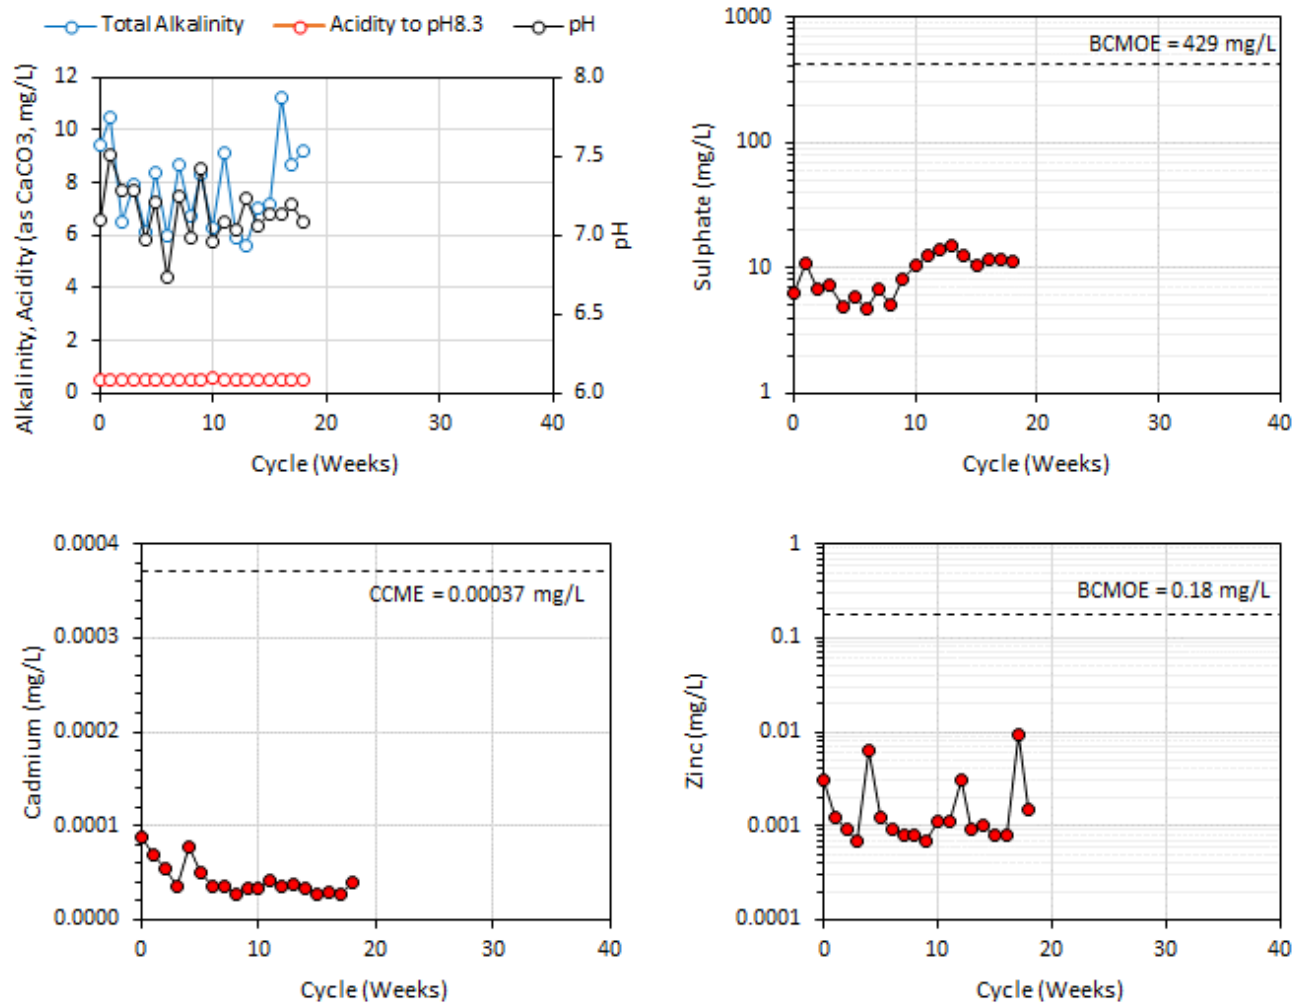 Total Alkalinity Acidity to pH8.3 pH
Alkalinity, Acidity (as CaCO3, mg/L)
12
10
8
6
4
2
0
8.0
7.5
7.0
6.5
6.0
pH
0 10 20 30 40
Cycle (Weeks)
Sulphate (mg/L)
1000
100
10
1
BCMOE = 429 mg/L
0 10 20 30 40
Cycle (Weeks)
Cadmium (mg/L)
0.0004
0.0003
0.0002
0.0001
0.0000
CCME = 0.00037 mg/L
0 10 20 30 40
Cycle (Weeks)
Zinc (mg/L)
1
0.1
0.01
0.001
0.0001
BCMOE = 0.18 mg/L
0 10 20 30 40
Cycle (Weeks)